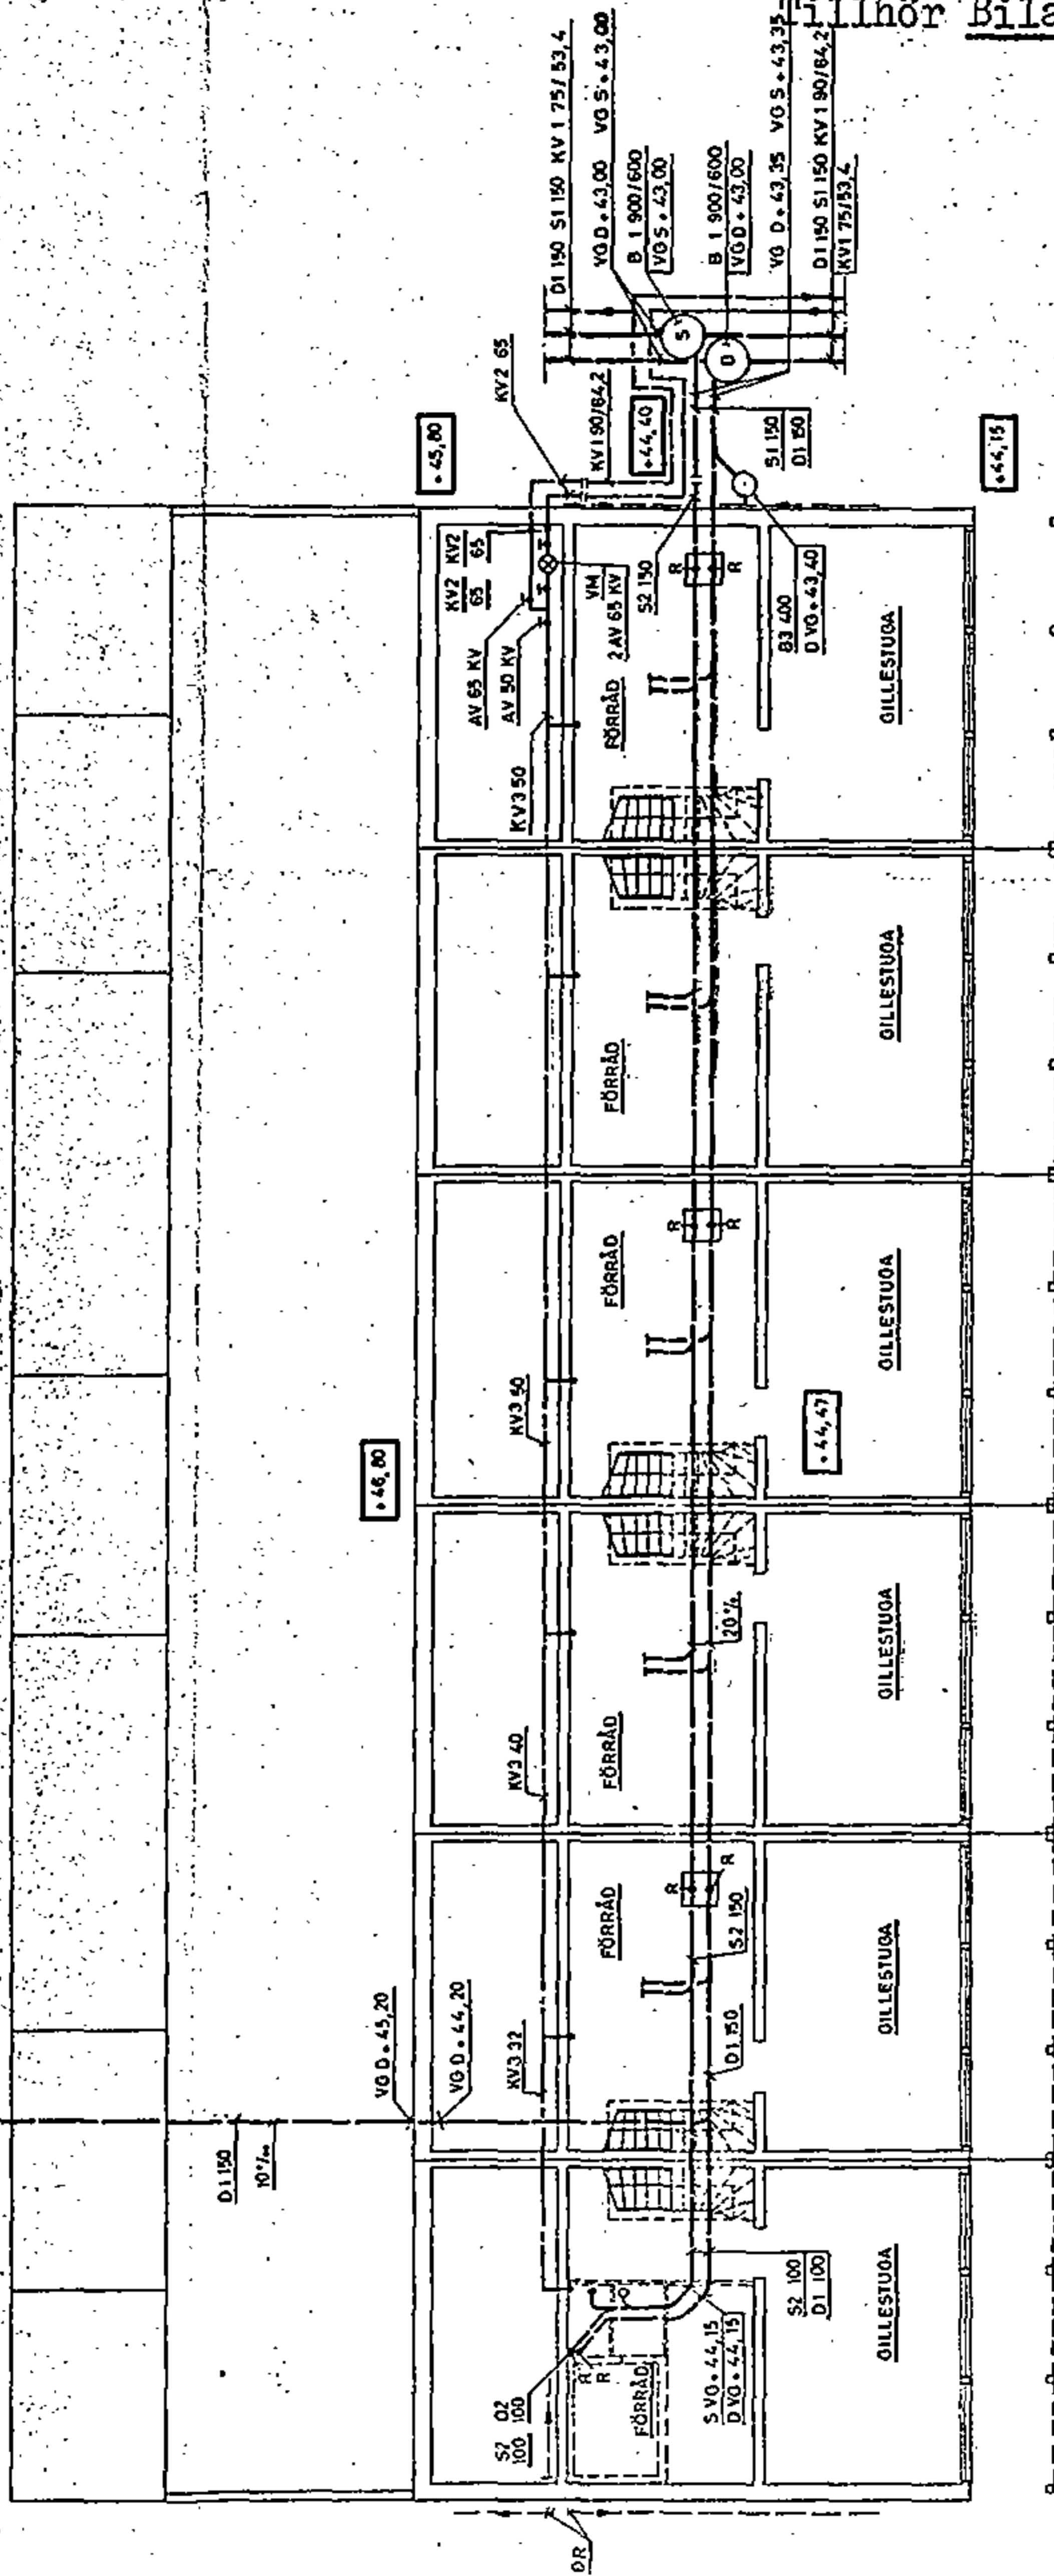 Tillhör Bila
D1 150 S1 150 KV1 75/53,4
VG D+43,00 VG S+43,00
B 1 900/600
VG S+43,00
B 1 900/600
VG D+43,00
VG D+43,35 VG S+43,35
D1 150 S1 150 KV1 90/84,2
KV1 75/53,4
KV2 65
KV1 90/84,2
+45,80
+44,40
S
D
S1 150
D1 150
+44,15
KV2 65
KV2 65
AV 65 KV
AV 50 KV
VM
2 AV 65 KV
S2 150
R
R
B3 400
D VG+43,40
KV3 50
FÖRRÅD
GILLESTUGA
FÖRRÅD
GILLESTUGA
FÖRRÅD
R
R
GILLESTUGA
KV3 50
+46,80
+44,47
20‰
KV3 40
FÖRRÅD
GILLESTUGA
FÖRRÅD
R
R
S2 150
D1 150
GILLESTUGA
VG D+45,20
VG D+44,20
KV3 32
D1 150
10‰
S2 100
D1 100
S VG+44,15
D VG+44,15
GILLESTUGA
S2 100
D2 100
R
R
FÖRRÅD
DR